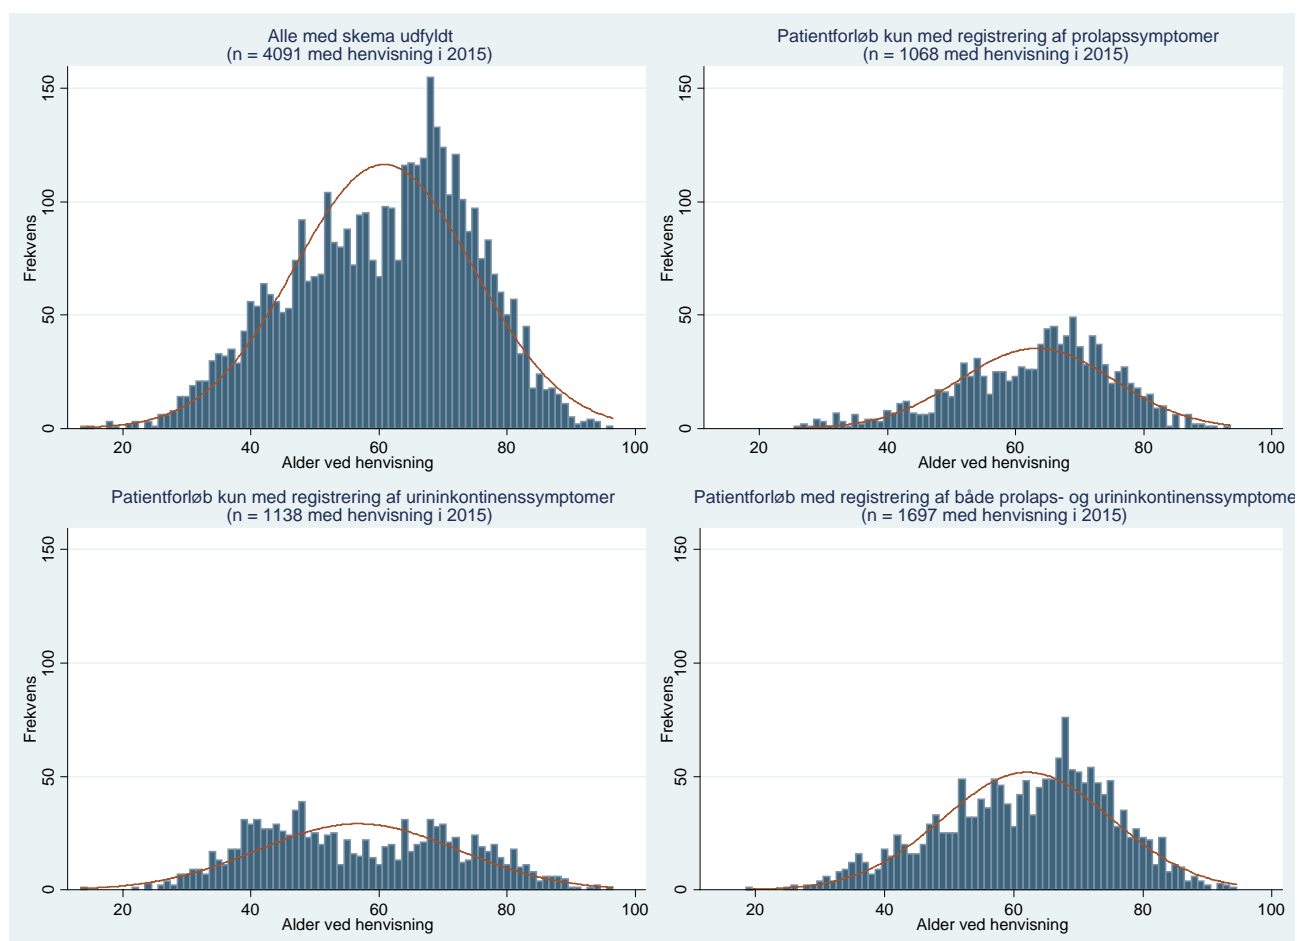 Alle med skema udfyldt
(n = 4091 med henvisning i 2015)
150
100
50
0
Frekvens
20 40 60 80 100
Alder ved henvisning
Patientforløb kun med registrering af prolapssymptomer
(n = 1068 med henvisning i 2015)
150
100
50
0
Frekvens
20 40 60 80 100
Alder ved henvisning
Patientforløb kun med registrering af urininkontinenssymptomer
(n = 1138 med henvisning i 2015)
150
100
50
0
Frekvens
20 40 60 80 100
Alder ved henvisning
Patientforløb med registrering af både prolaps- og urininkontinenssymptome
(n = 1697 med henvisning i 2015)
150
100
50
0
Frekvens
20 40 60 80 100
Alder ved henvisning